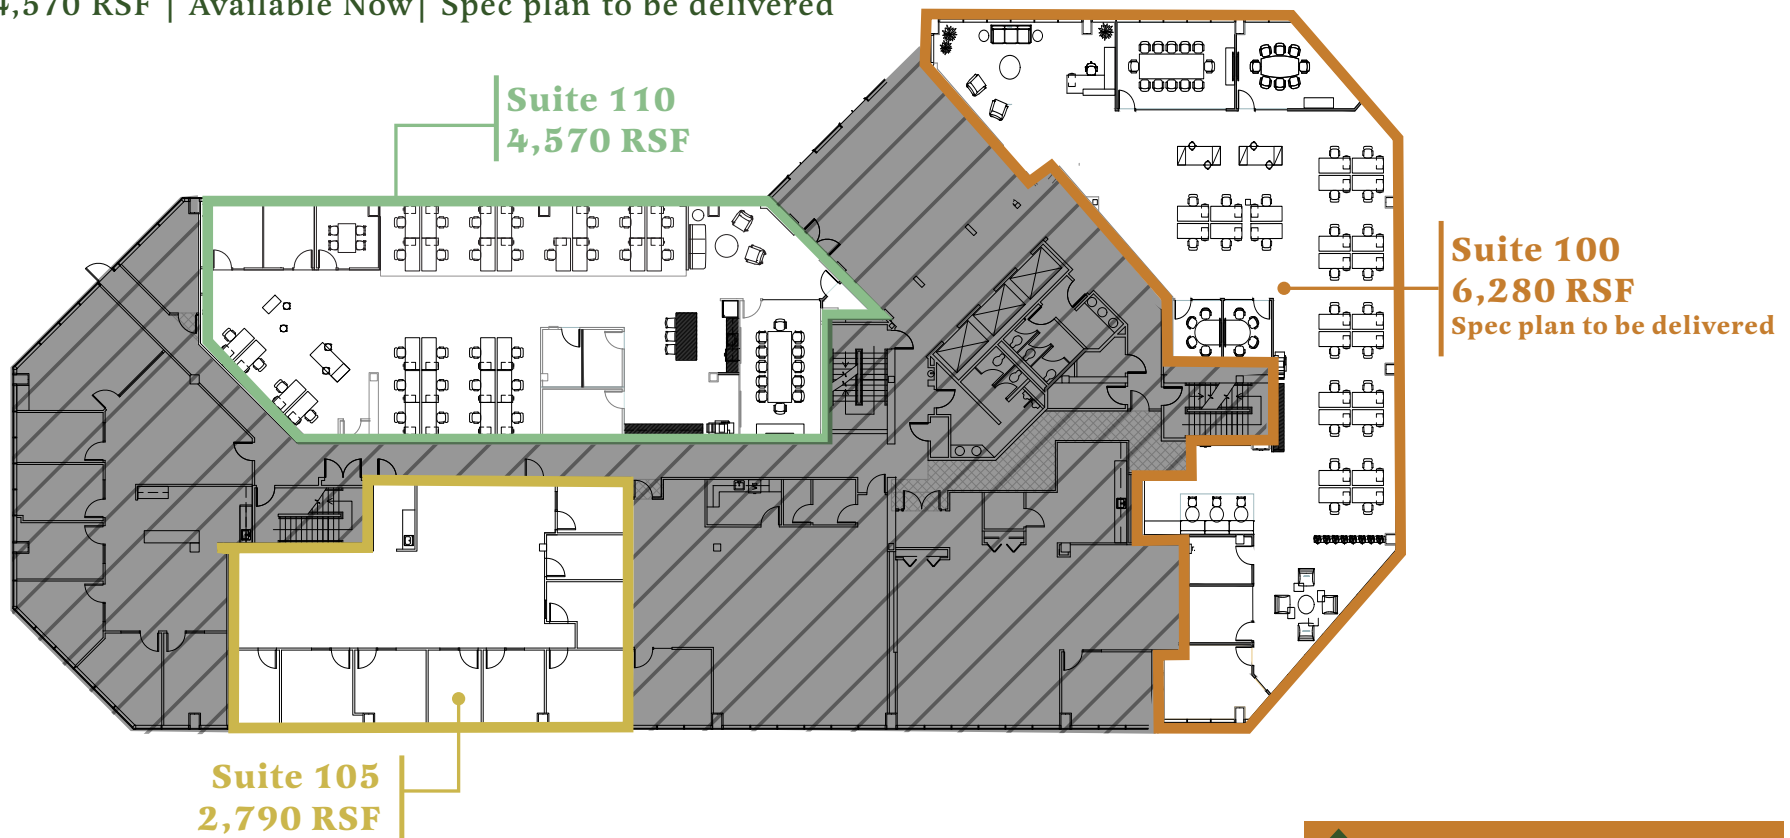 4,570 RSF | Available Now| Spec plan to be delivered
Suite 110
4,570 RSF
Suite 100
6,280 RSF
Spec plan to be delivered
Suite 105
2,790 RSF